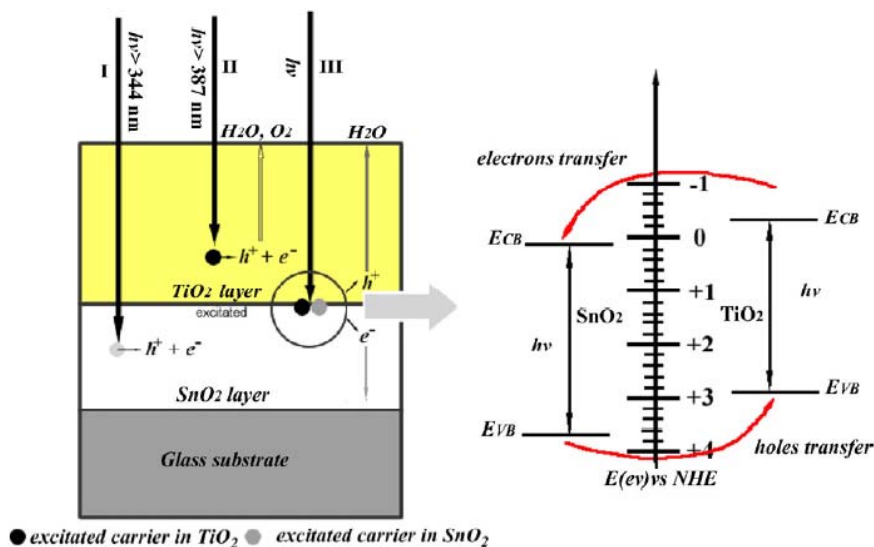 I
hν>344 nm
II
hν>387 nm
hν
III
H2O, O2
H2O
h⁺ + e⁻
TiO2 layer
excitated
h⁺
e⁻
h⁺ + e⁻
SnO2 layer
Glass substrate
● excitated carrier in TiO2 ● excitated carrier in SnO2
electrons transfer
-1
ECB
0
ECB
+1
SnO2
TiO2
hν
hν
+2
+3
EVB
EVB
+4
holes transfer
E(ev)vs NHE